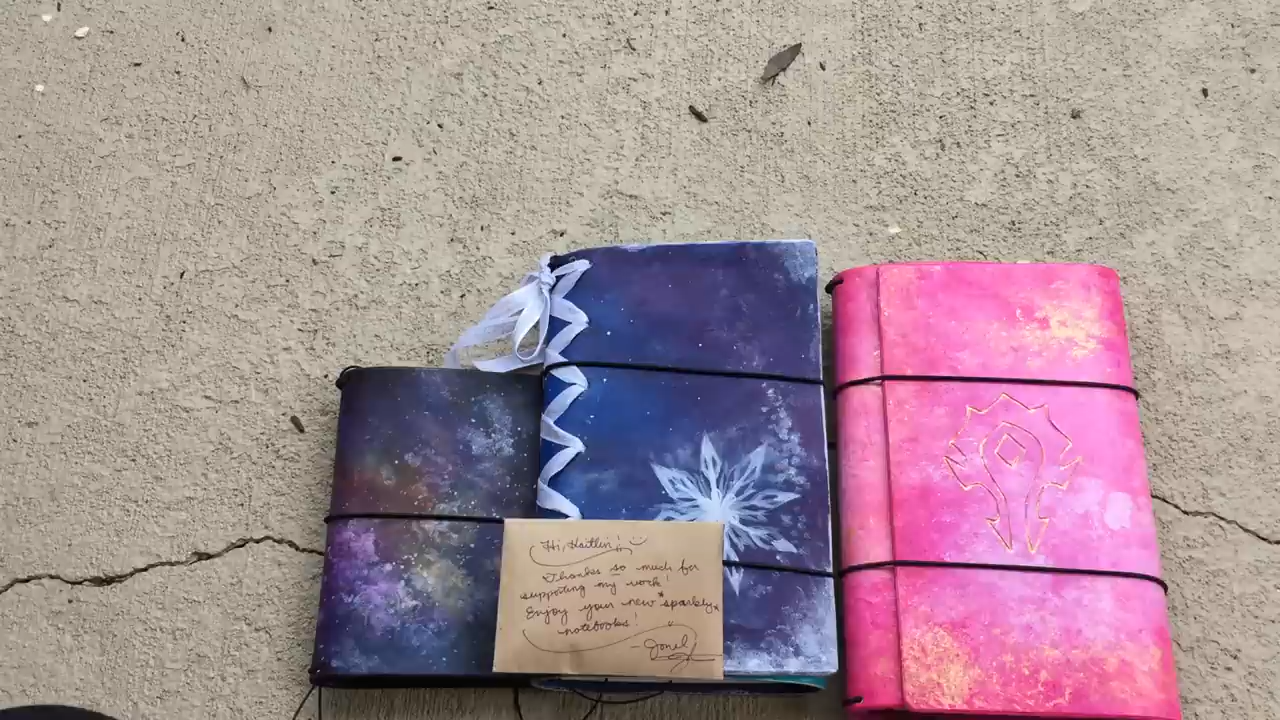 Hi, Kaitlin!
Thanks so much for
supporting my work!
Enjoy your new *sparkly*
notebooks!
-Jonel